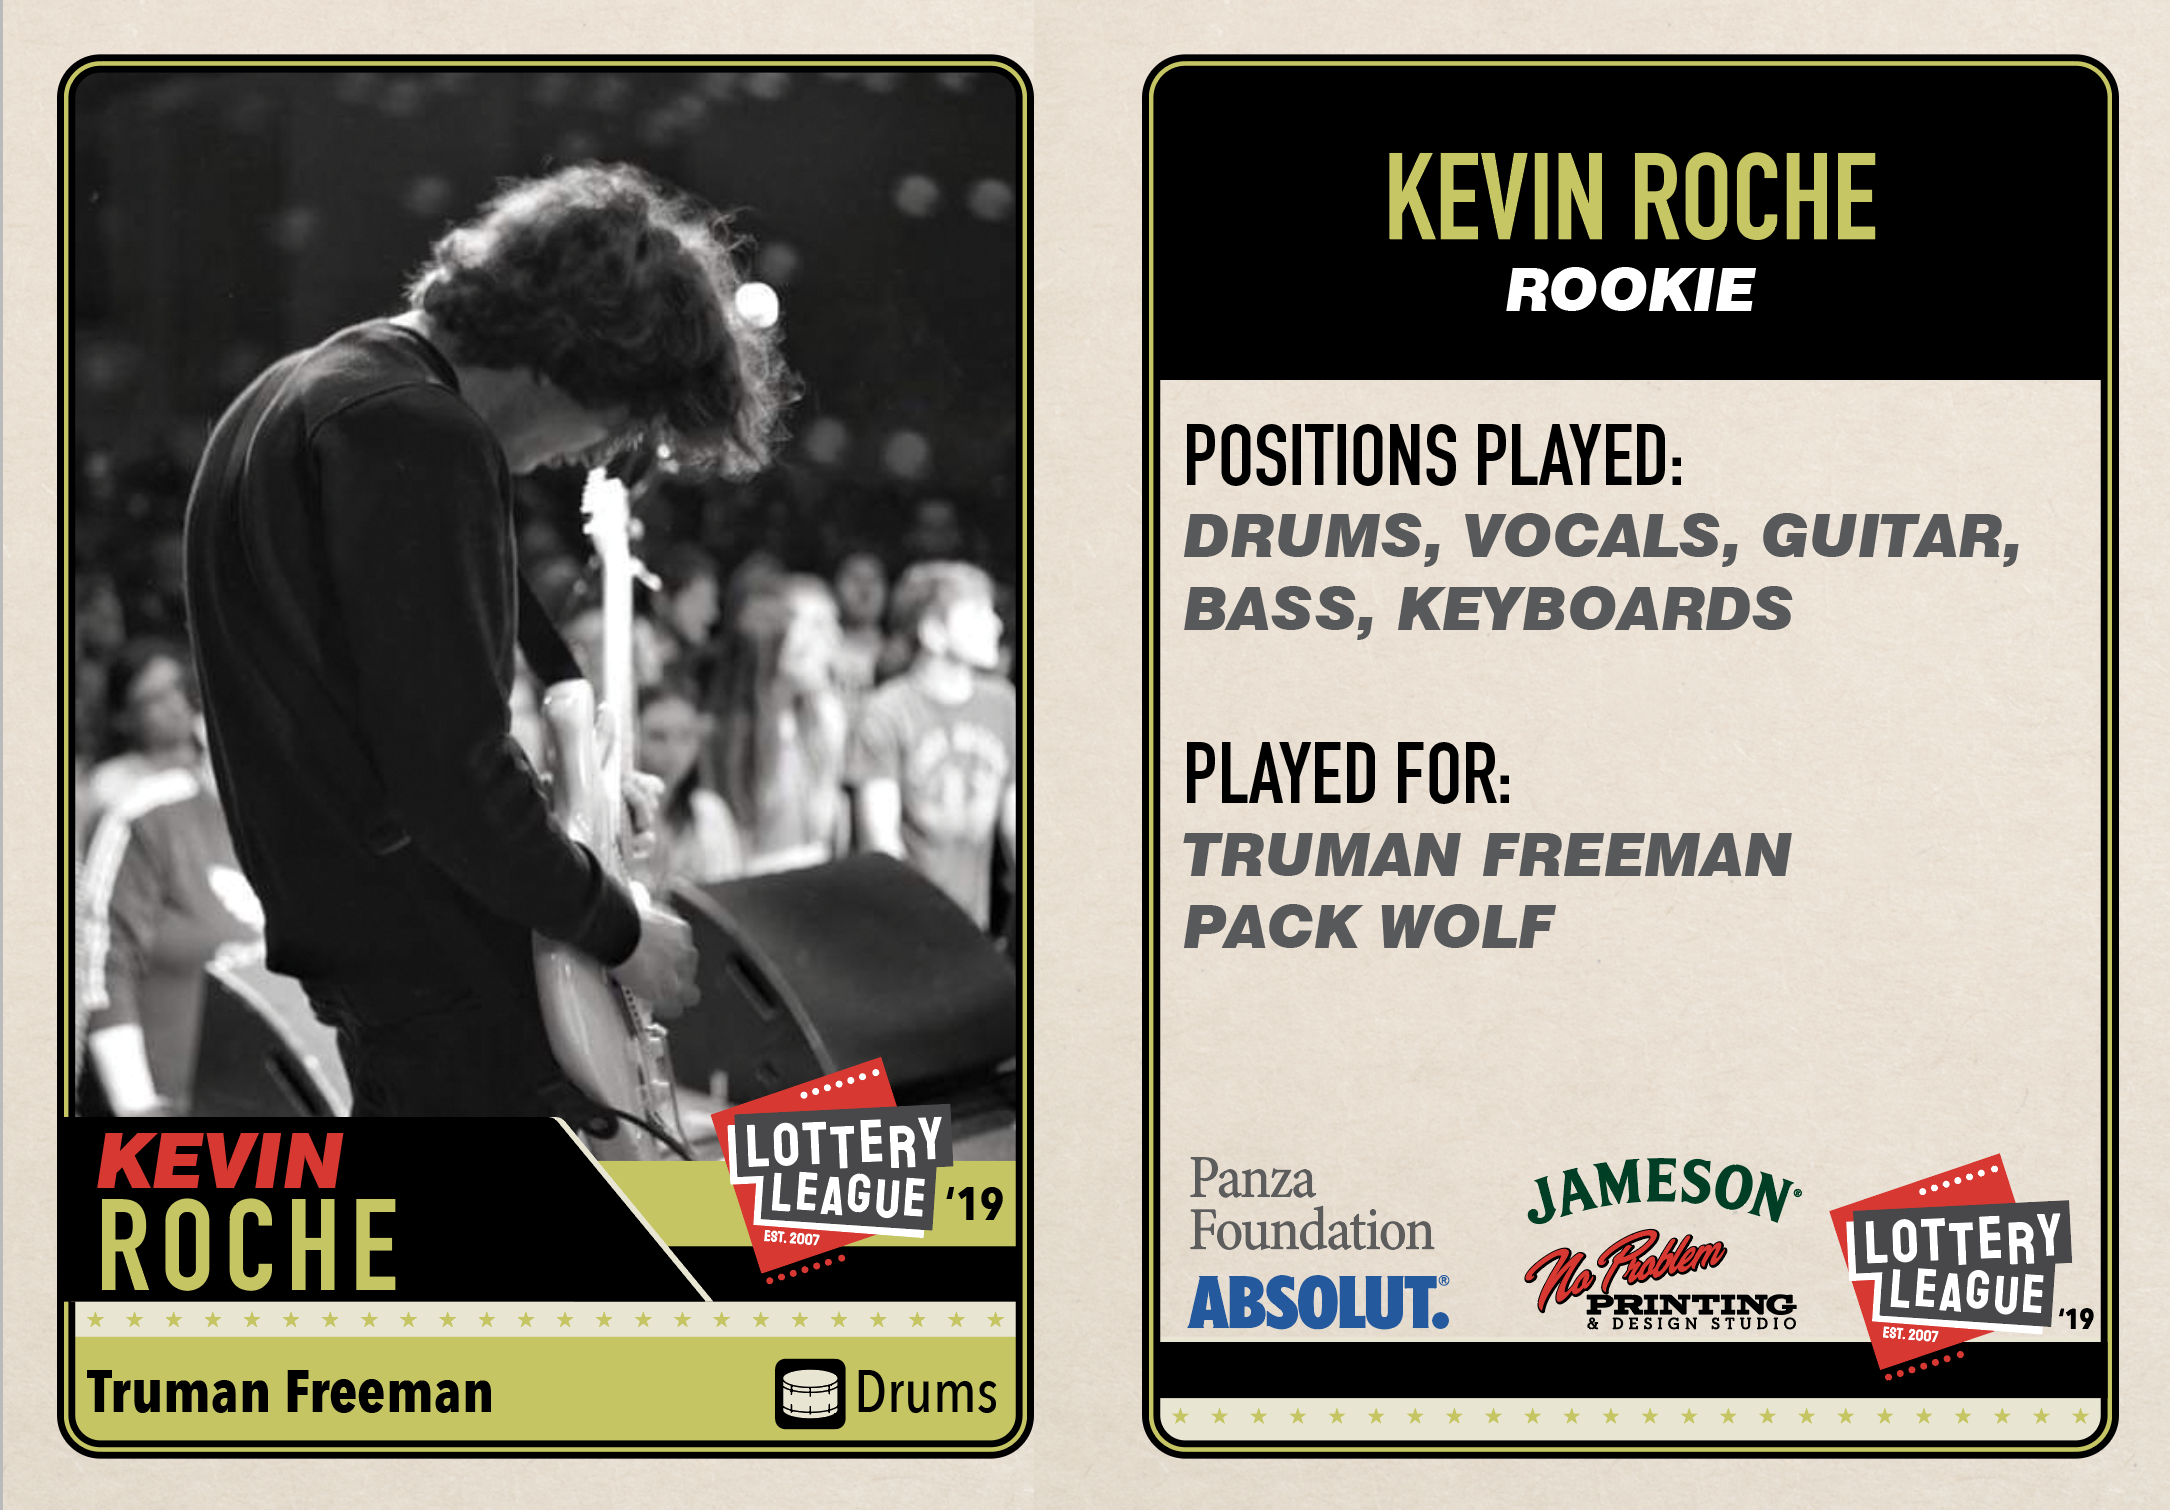 KEVIN
ROCHE
LOTTERY
LEAGUE
EST. 2007
'19
Truman Freeman
Drums
KEVIN ROCHE
ROOKIE
POSITIONS PLAYED:
DRUMS, VOCALS, GUITAR,
BASS, KEYBOARDS
PLAYED FOR:
TRUMAN FREEMAN
PACK WOLF
Panza
Foundation
ABSOLUT.®
JAMESON®
No Problem
PRINTING
& DESIGN STUDIO
LOTTERY
LEAGUE
EST. 2007
'19